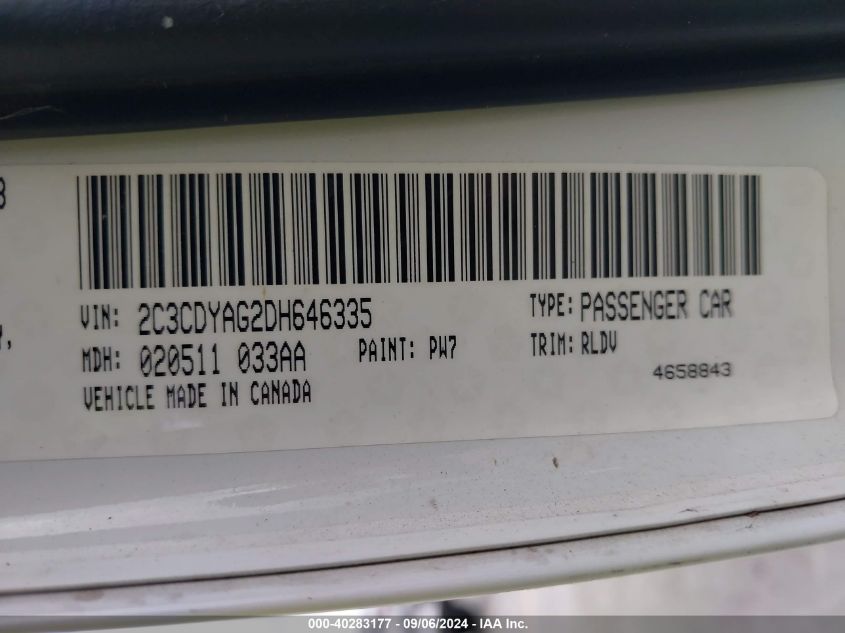 8
Y,
VIN: 2C3CDYAG2DH646335
TYPE: PASSENGER CAR
MDH: 020511 033AA
PAINT: PW7
TRIM: RLDV
VEHICLE MADE IN CANADA
4658843
000-40283177 - 09/06/2024 - IAA Inc.